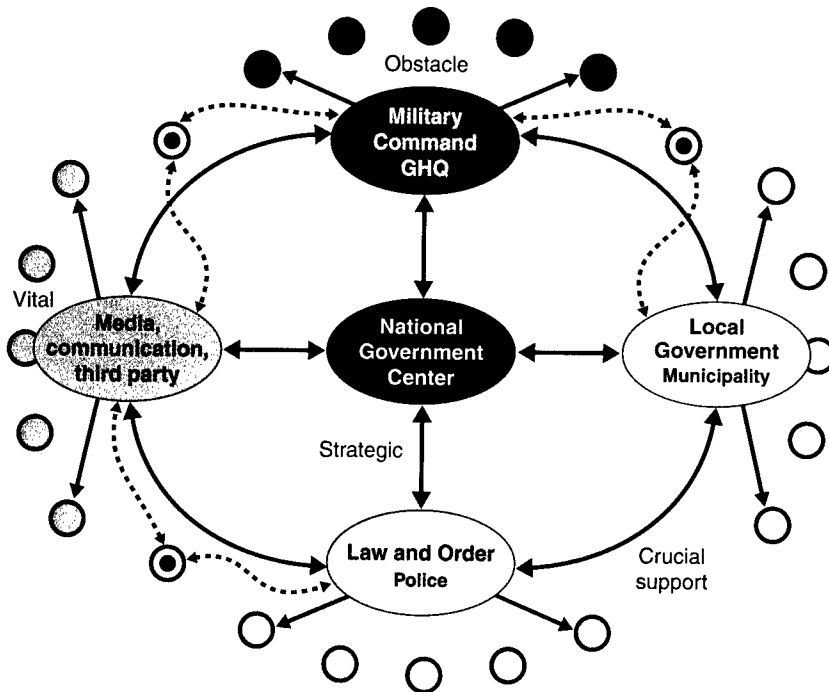 Obstacle
Military
Command
GHQ
Vital
Media,
communication,
third party
National
Government
Center
Local
Government
Municipality
Strategic
Law and Order
Police
Crucial
support